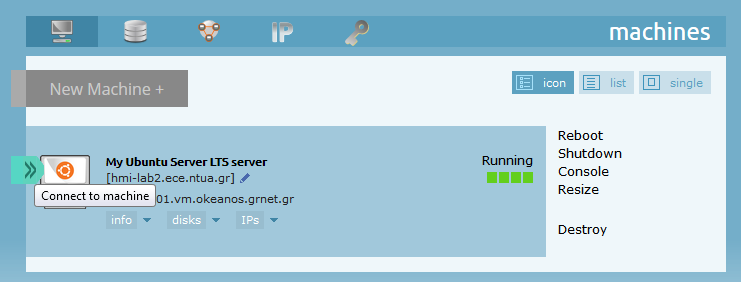 IP
machines
New Machine +
icon
list
single
My Ubuntu Server LTS server
Running
[hmi-lab2.ece.ntua.gr]
Connect to machine
01.vm.okeanos.grnet.gr
info
disks
IPs
Reboot
Shutdown
Console
Resize
Destroy